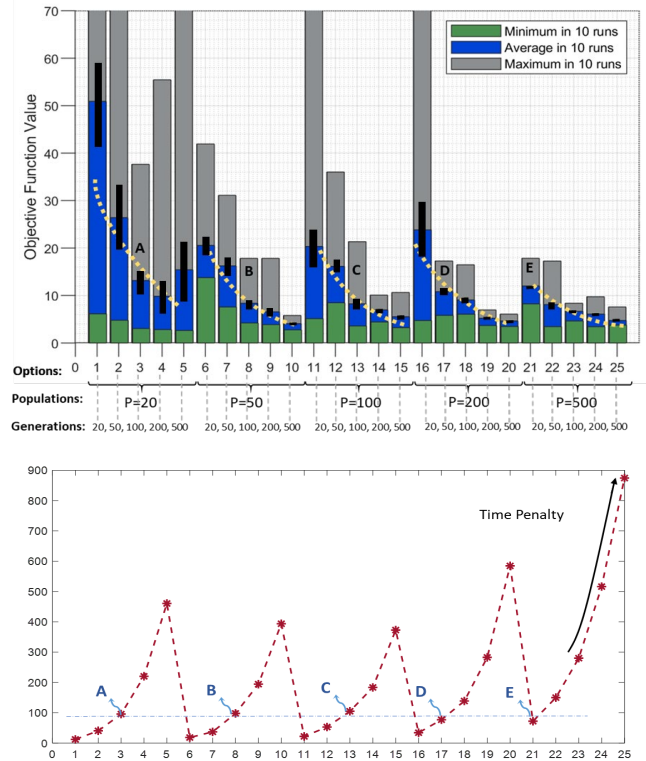 70
60
50
40
30
20
10
0
Objective Function Value
Minimum in 10 runs
Average in 10 runs
Maximum in 10 runs
A
B
C
D
E
Options: 0 1 2 3 4 5 6 7 8 9 10 11 12 13 14 15 16 17 18 19 20 21 22 23 24 25
Populations: P=20 P=50 P=100 P=200 P=500
Generations: 20, 50, 100, 200, 500 20, 50, 100, 200, 500 20, 50, 100, 200, 500 20, 50, 100, 200, 500 20, 50, 100, 200, 500
900
800
700
600
500
400
300
200
100
0
Time Penalty
A
B
C
D
E
0 1 2 3 4 5 6 7 8 9 10 11 12 13 14 15 16 17 18 19 20 21 22 23 24 25